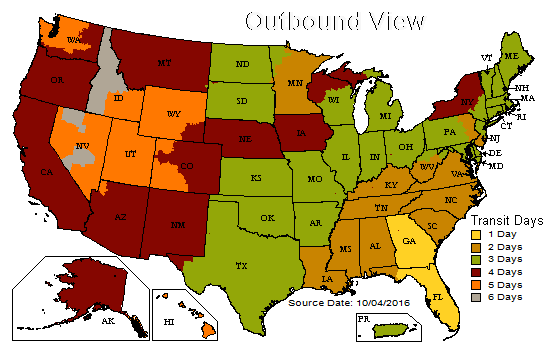 Outbound View
WA
MT
ND
MN
VT
ME
OR
ID
SD
WI
MI
NY
NH
MA
RI
CT
WY
IA
NE
PA
NJ
DE
MD
NV
UT
CO
KS
MO
IL
IN
OH
WV
VA
KY
CA
AZ
NM
OK
AR
TN
NC
SC
MS
AL
GA
TX
LA
FL
Transit Days
1 Day
2 Days
3 Days
4 Days
5 Days
6 Days
Source Date: 10/04/2016
AK
HI
PR